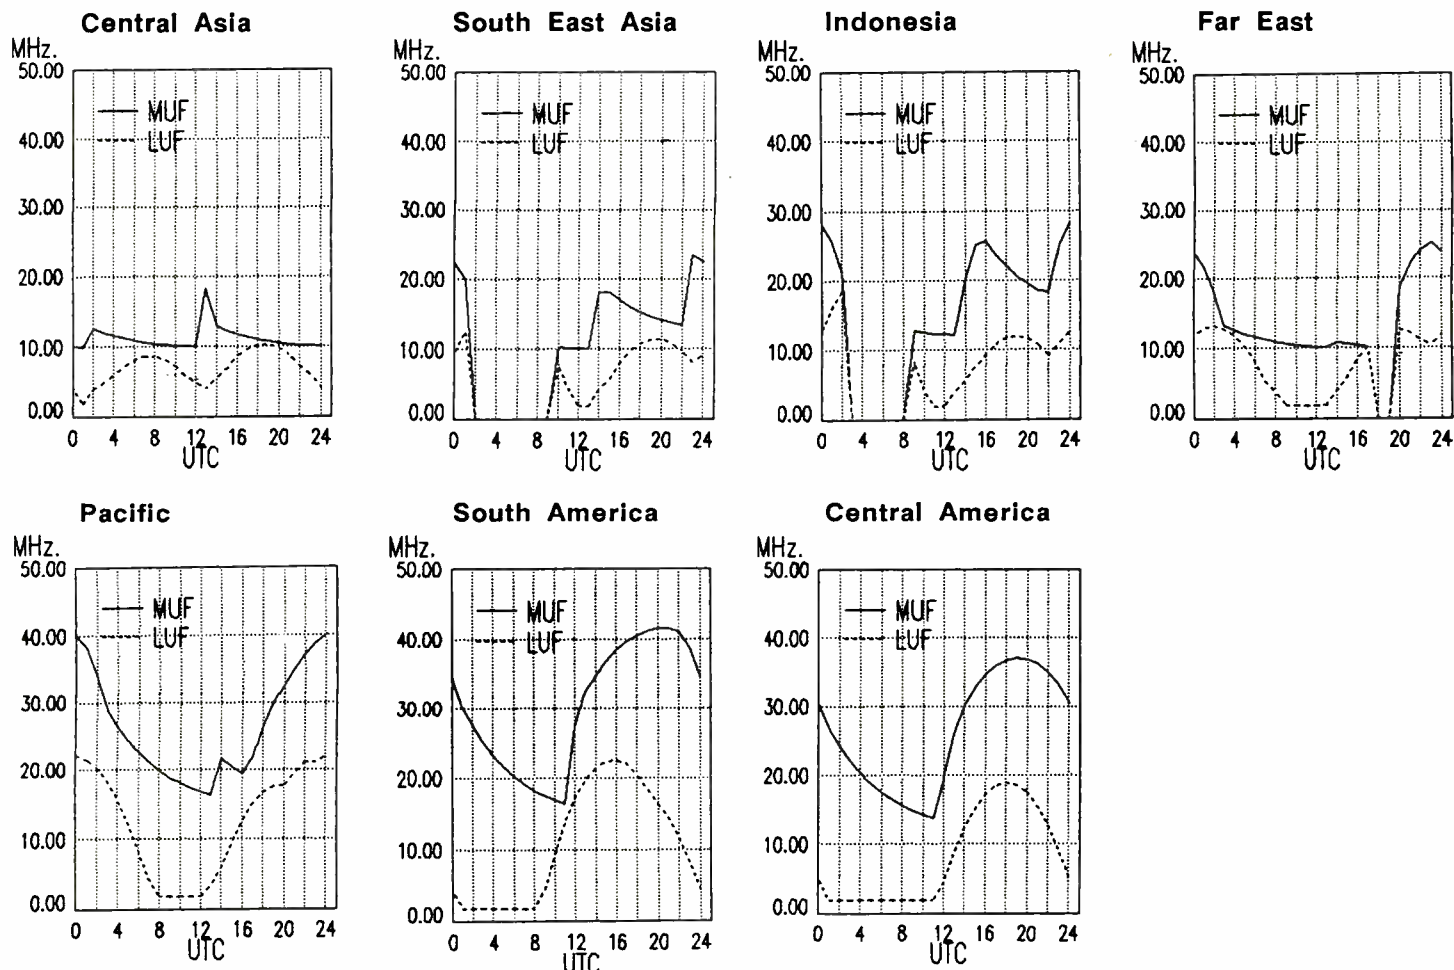 Central Asia
MHz.
50.00
40.00
30.00
20.00
10.00
0.00
MUF
LUF
0 4 8 12 16 20 24
UTC
South East Asia
MHz.
50.00
40.00
30.00
20.00
10.00
0.00
MUF
LUF
0 4 8 12 16 20 24
UTC
Indonesia
MHz.
50.00
40.00
30.00
20.00
10.00
0.00
MUF
LUF
0 4 8 12 16 20 24
UTC
Far East
MHz.
50.00
40.00
30.00
20.00
10.00
0.00
MUF
LUF
0 4 8 12 16 20 24
UTC
Pacific
MHz.
50.00
40.00
30.00
20.00
10.00
0.00
MUF
LUF
0 4 8 12 16 20 24
UTC
South America
MHz.
50.00
40.00
30.00
20.00
10.00
0.00
MUF
LUF
0 4 8 12 16 20 24
UTC
Central America
MHz.
50.00
40.00
30.00
20.00
10.00
0.00
MUF
LUF
0 4 8 12 16 20 24
UTC